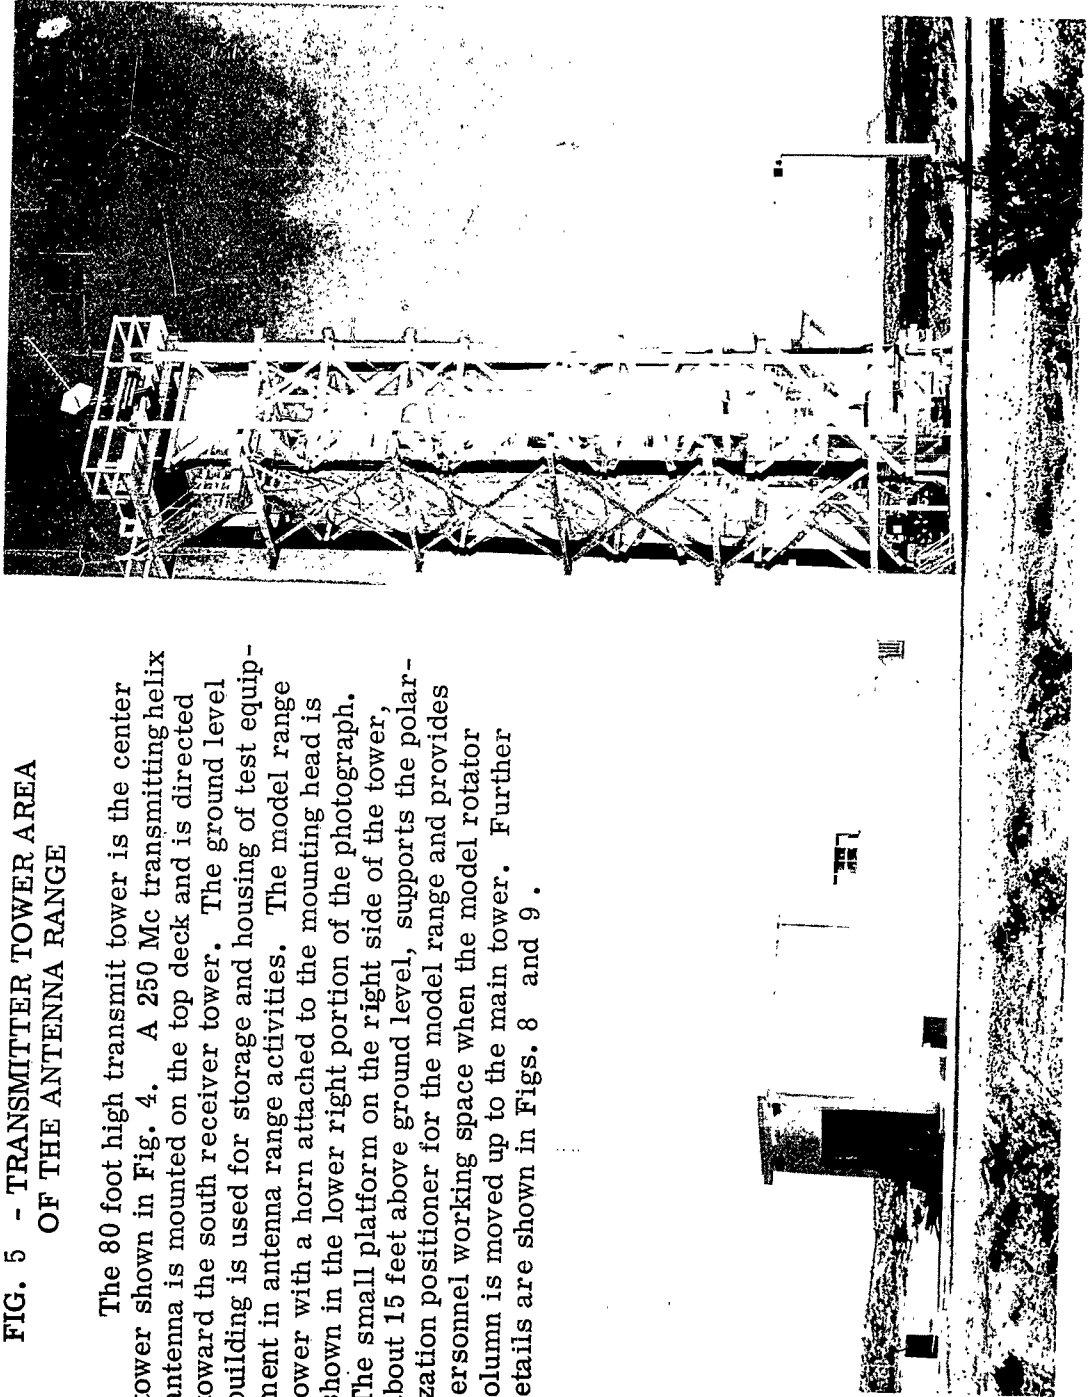 FIG. 5 - TRANSMITTER TOWER AREA
OF THE ANTENNA RANGE
The 80 foot high transmit tower is the center
tower shown in Fig. 4. A 250 Mc transmitting helix
antenna is mounted on the top deck and is directed
toward the south receiver tower. The ground level
building is used for storage and housing of test equip-
ment in antenna range activities. The model range
tower with a horn attached to the mounting head is
shown in the lower right portion of the photograph.
The small platform on the right side of the tower,
about 15 feet above ground level, supports the polar-
ization positioner for the model range and provides
personnel working space when the model rotator
column is moved up to the main tower. Further
details are shown in Figs. 8 and 9.